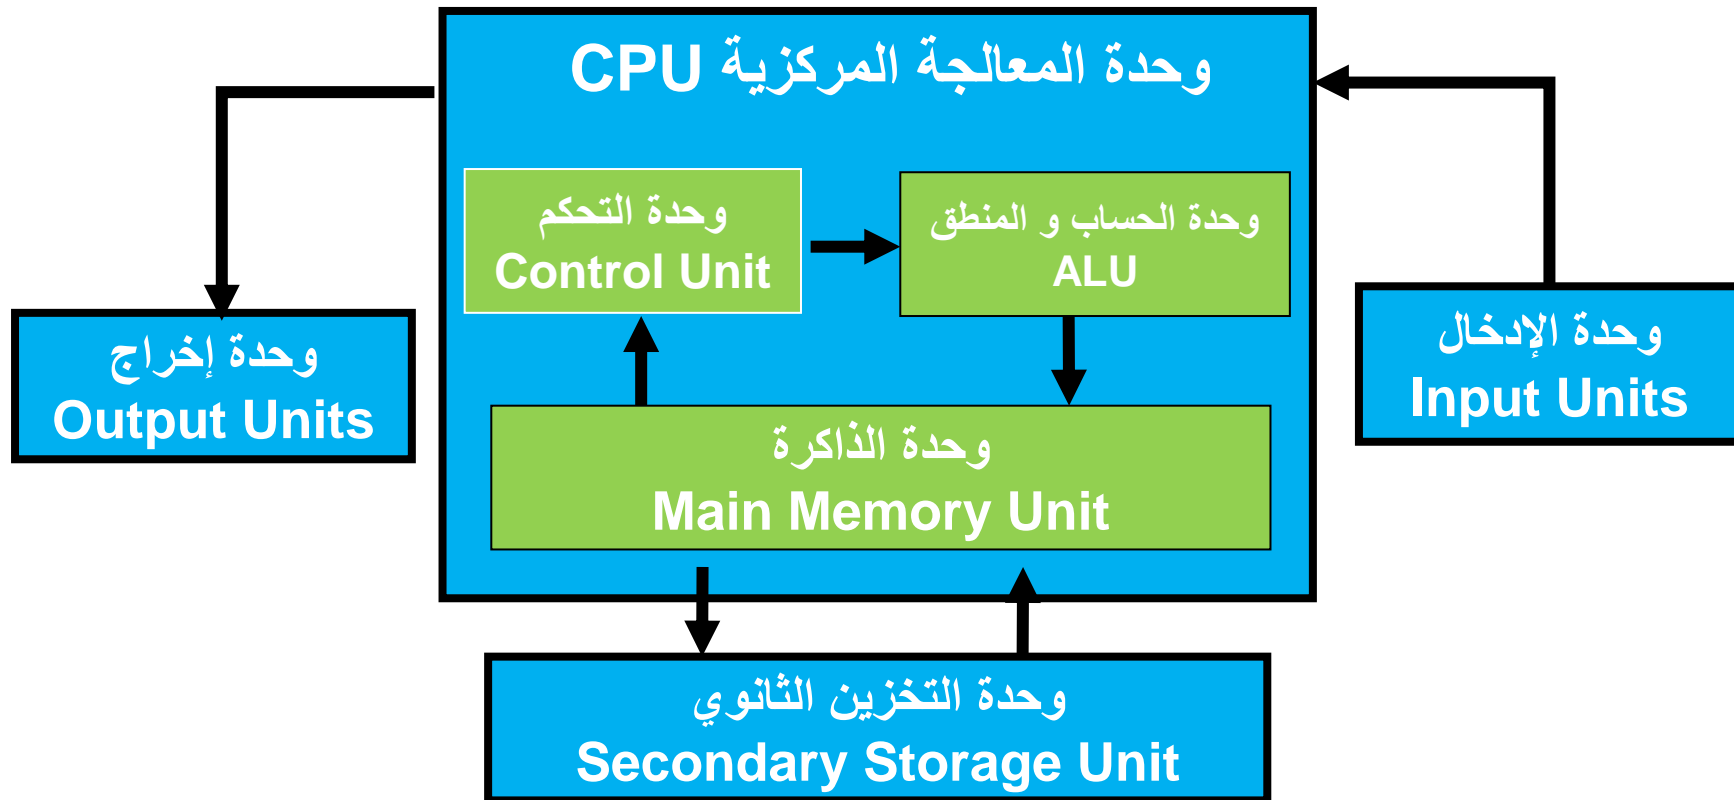 وحدة المعالجة المركزية CPU
وحدة الحساب و المنطق
ALU
وحدة التحكم
Control Unit
وحدة الإدخال
Input Units
وحدة إخراج
Output Units
وحدة الذاكرة
Main Memory Unit
وحدة التخزين الثانوي
Secondary Storage Unit